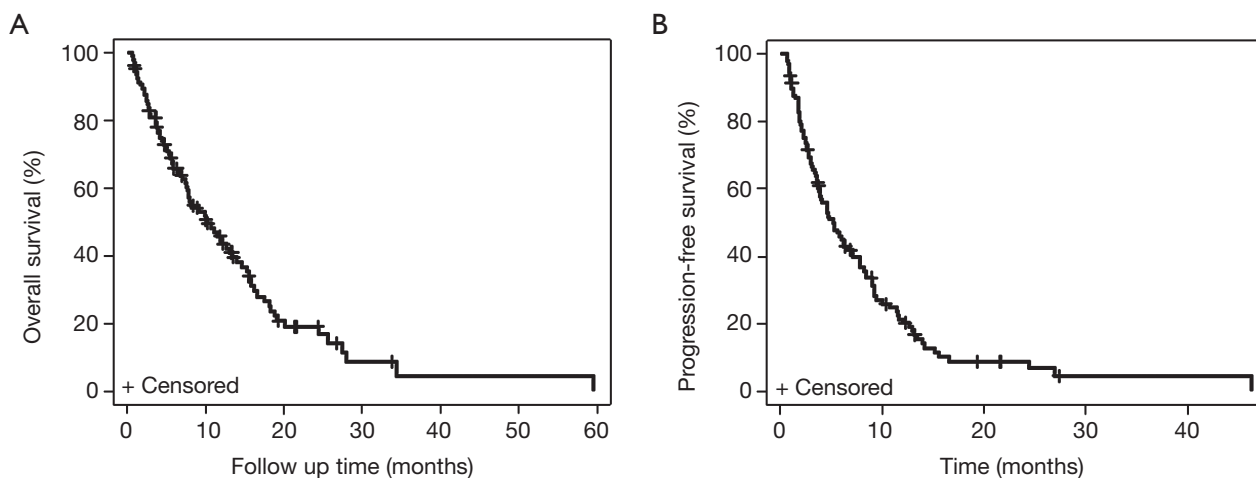 A
100
80
60
40
20
0
Overall survival (%)
+ Censored
0 10 20 30 40 50 60
Follow up time (months)
B
100
80
60
40
20
0
Progression-free survival (%)
+ Censored
0 10 20 30 40
Time (months)